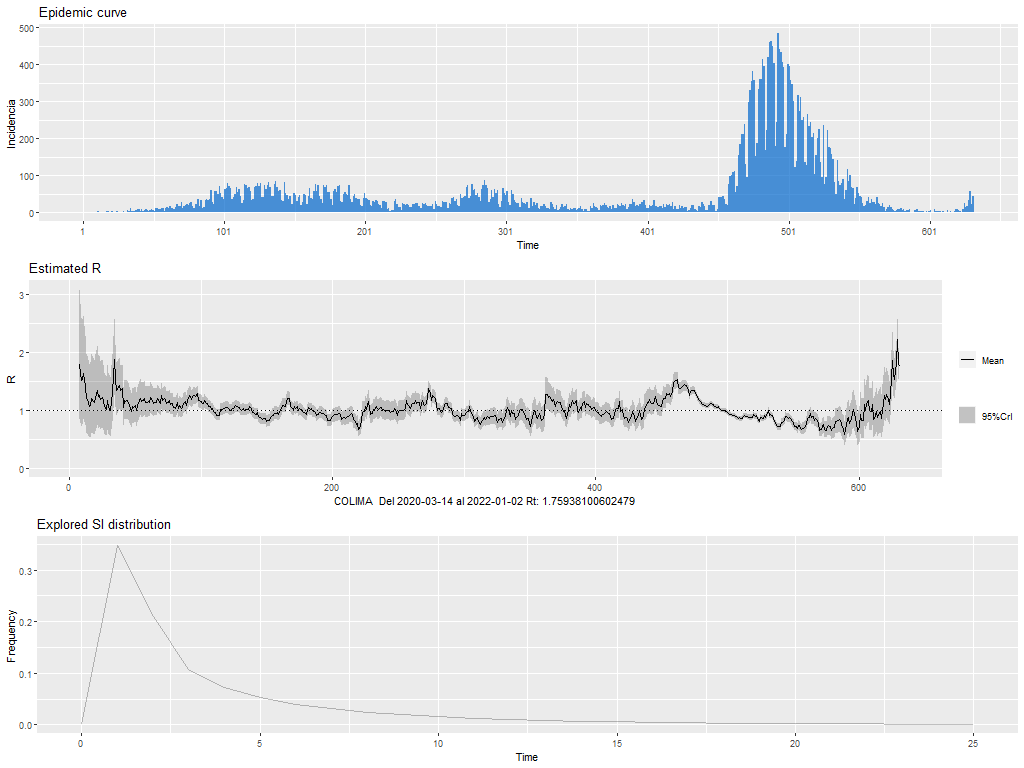 Epidemic curve
500
400
300
200
100
0
Incidencia
1
101
201
301
401
501
601
Time
Estimated R
3
2
1
0
R
0
200
400
600
Mean
95%CrI
COLIMA Del 2020-03-14 al 2022-01-02 Rt: 1.75938100602479
Explored SI distribution
0.3
0.2
0.1
0.0
Frequency
0
5
10
15
20
25
Time